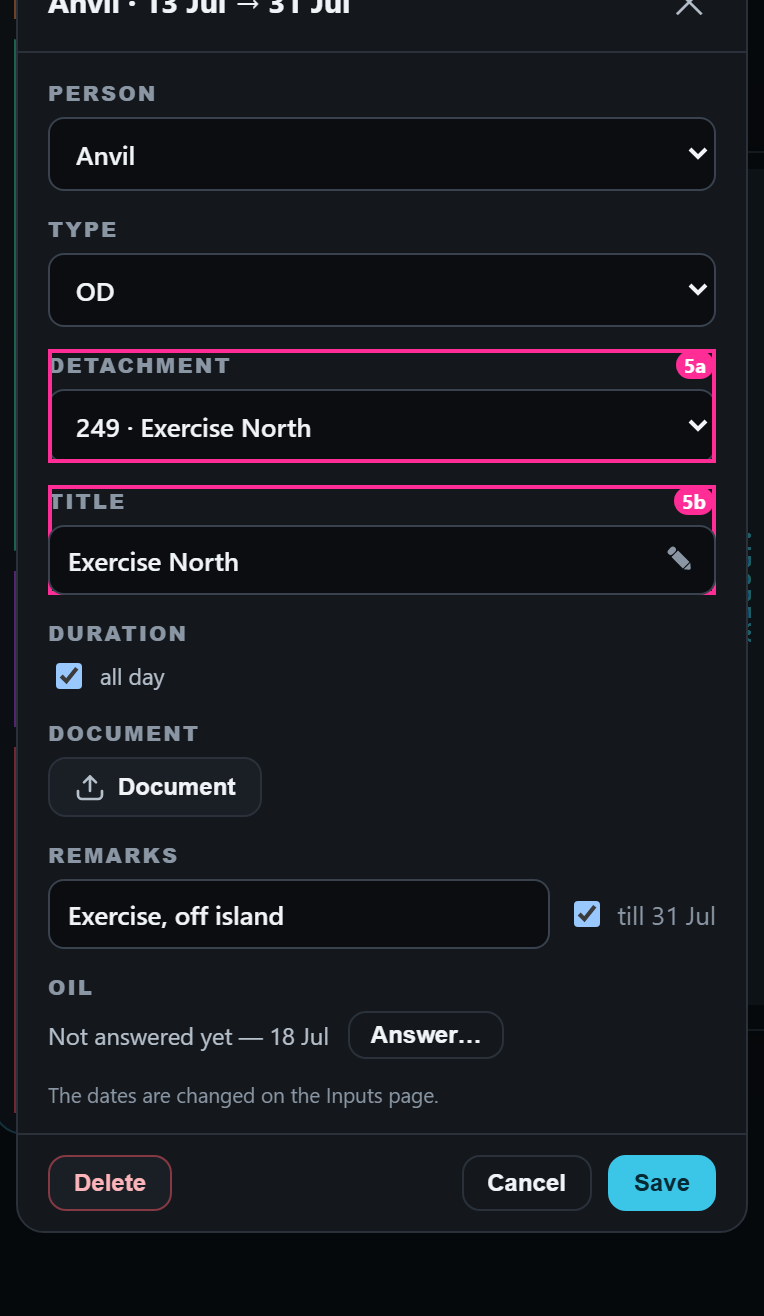 Anvil · 13 Jul → 31 Jul
PERSON
Anvil
TYPE
OD
DETACHMENT
5a
249 · Exercise North
TITLE
5b
Exercise North
DURATION
all day
DOCUMENT
Document
REMARKS
Exercise, off island
till 31 Jul
OIL
Not answered yet — 18 Jul
Answer...
The dates are changed on the Inputs page.
Delete
Cancel
Save